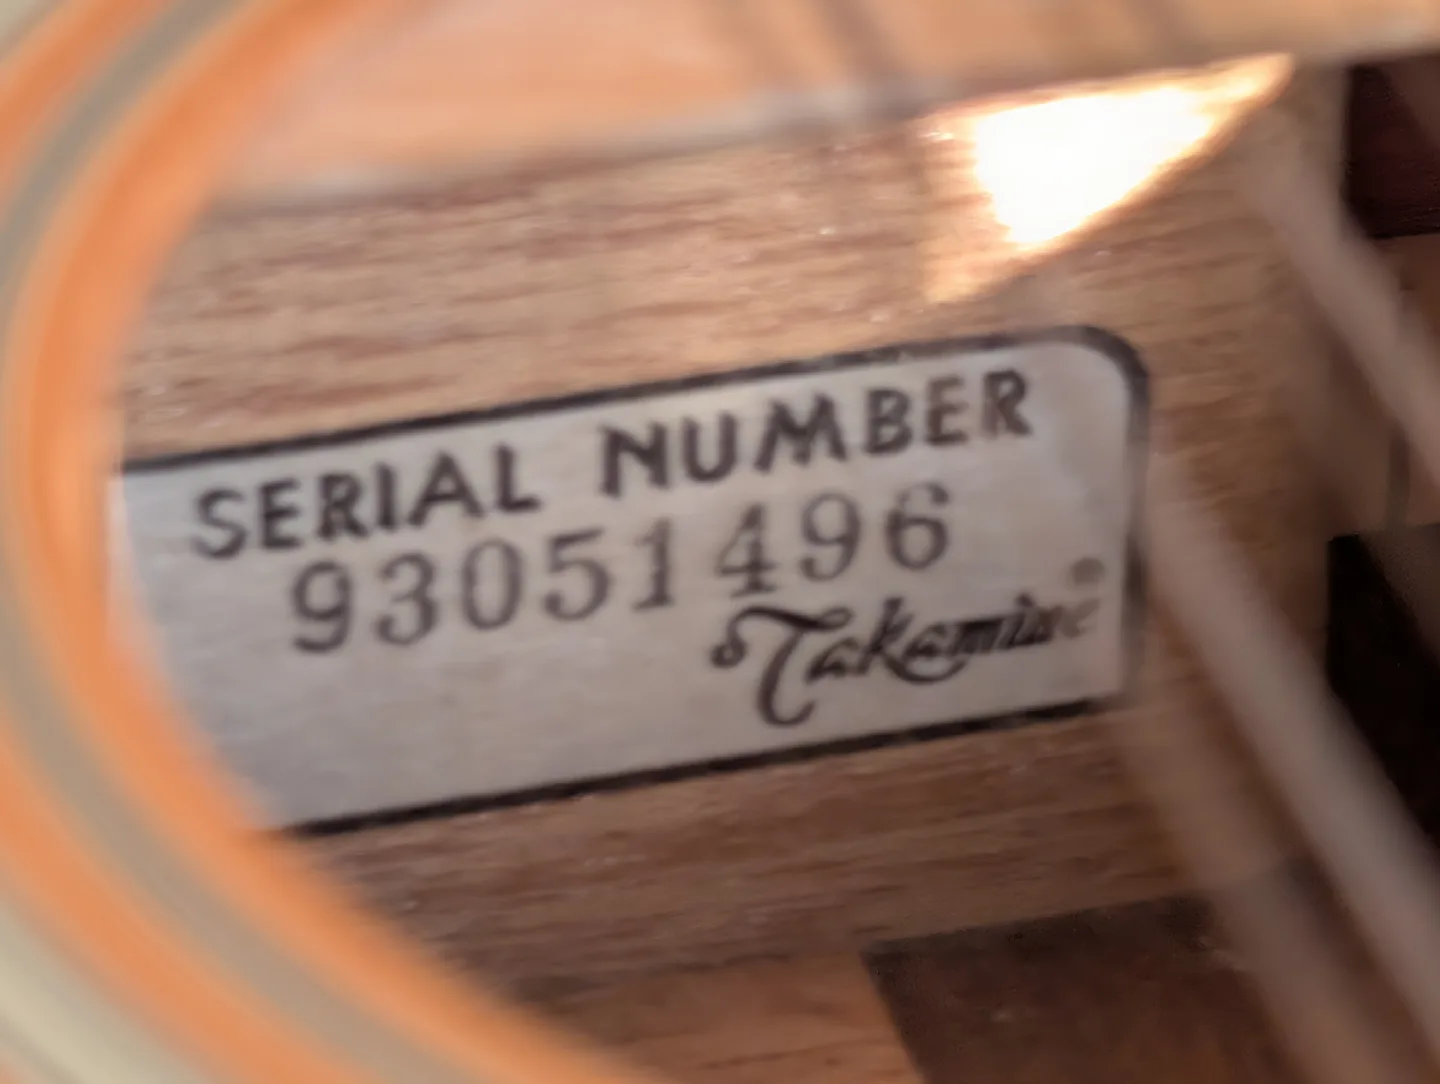 SERIAL NUMBER
93051496
Takamine